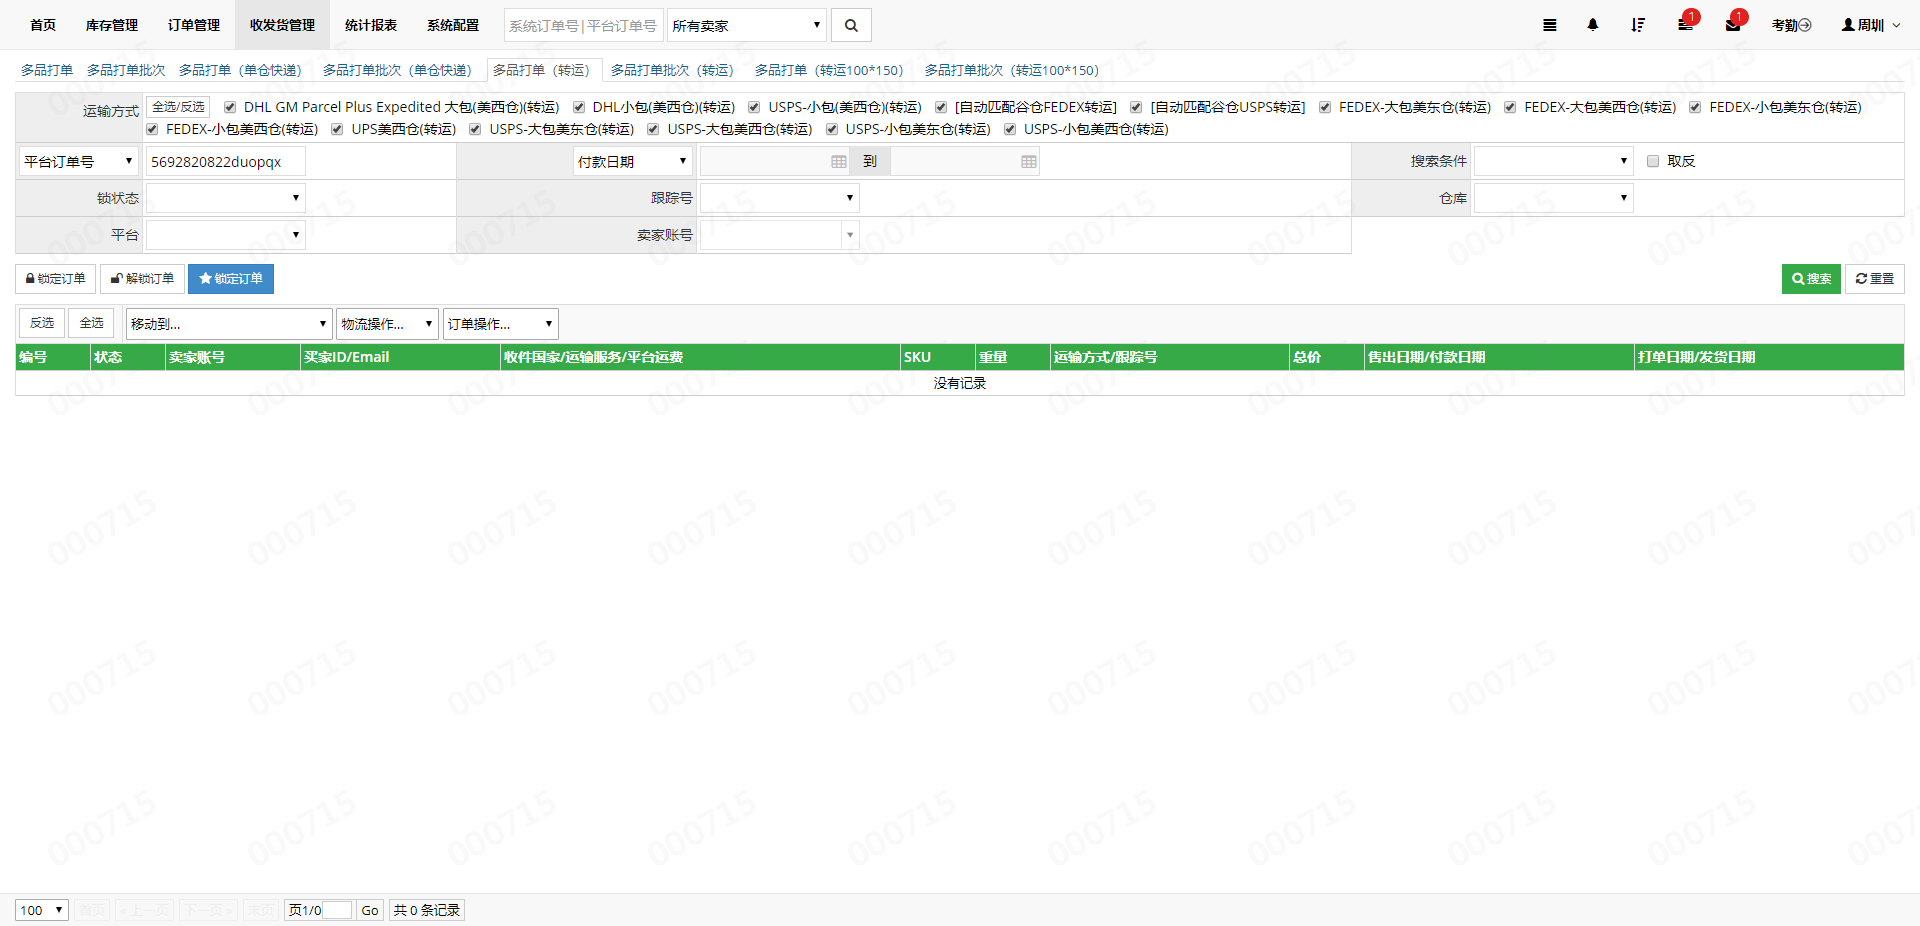 首页 库存管理 订单管理 收发货管理 统计报表 系统配置 系统订单号|平台订单号 所有卖家 1 1 考勤 周圳
多品打单 多品打单批次 多品打单（单仓快递） 多品打单批次（单仓快递） 多品打单（转运） 多品打单批次（转运） 多品打单（转运100*150） 多品打单批次（转运100*150）
运输方式 全选/反选 DHL GM Parcel Plus Expedited 大包(美西仓)(转运) DHL小包(美西仓)(转运) USPS-小包(美西仓)(转运) [自动匹配谷仓FEDEX转运] [自动匹配谷仓USPS转运] FEDEX-大包美东仓(转运) FEDEX-大包美西仓(转运) FEDEX-小包美东仓(转运)
FEDEX-小包美西仓(转运) UPS美西仓(转运) USPS-大包美东仓(转运) USPS-大包美西仓(转运) USPS-小包美东仓(转运) USPS-小包美西仓(转运)
平台订单号 5692820822duopqx 付款日期 到 搜索条件 取反
锁状态 跟踪号 仓库
平台 卖家账号
锁定订单 解锁订单 锁定订单 搜索 重置
反选 全选 移动到... 物流操作... 订单操作...
编号 状态 卖家账号 买家ID/Email 收件国家/运输服务/平台运费 SKU 重量 运输方式/跟踪号 总价 售出日期/付款日期 打单日期/发货日期
没有记录
100 首页 « 上一页 下一页 » 末页 页1/0 Go 共 0 条记录
000715